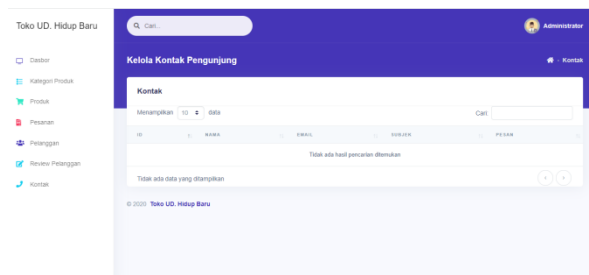 Toko UD. Hidup Baru
Cari...
Administrator
Dasbor
Kategori Produk
Produk
Pesanan
Pelanggan
Review Pelanggan
Kontak
Kelola Kontak Pengunjung
- Kontak
Kontak
Menampilkan 10 data
Cari:
ID NAMA EMAIL SUBJEK PESAN
Tidak ada hasil pencarian ditemukan
Tidak ada data yang ditampilkan
© 2020 Toko UD. Hidup Baru